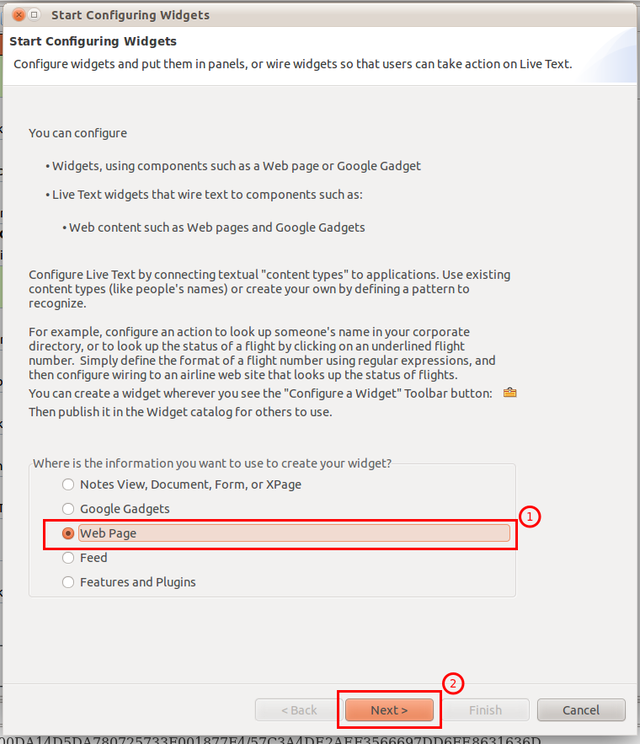 Start Configuring Widgets
Start Configuring Widgets
Configure widgets and put them in panels, or wire widgets so that users can take action on Live Text.
You can configure
• Widgets, using components such as a Web page or Google Gadget
• Live Text widgets that wire text to components such as:
• Web content such as Web pages and Google Gadgets
Configure Live Text by connecting textual "content types" to applications. Use existing
content types (like people's names) or create your own by defining a pattern to
recognize.
For example, configure an action to look up someone's name in your corporate
directory, or to look up the status of a flight by clicking on an underlined flight
number. Simply define the format of a flight number using regular expressions, and
then configure wiring to an airline web site that looks up the status of flights.
You can create a widget wherever you see the "Configure a Widget" Toolbar button:
Then publish it in the Widget catalog for others to use.
Where is the information you want to use to create your widget?
Notes View, Document, Form, or XPage
Google Gadgets
1
Web Page
Feed
Features and Plugins
2
< Back
Next >
Finish
Cancel